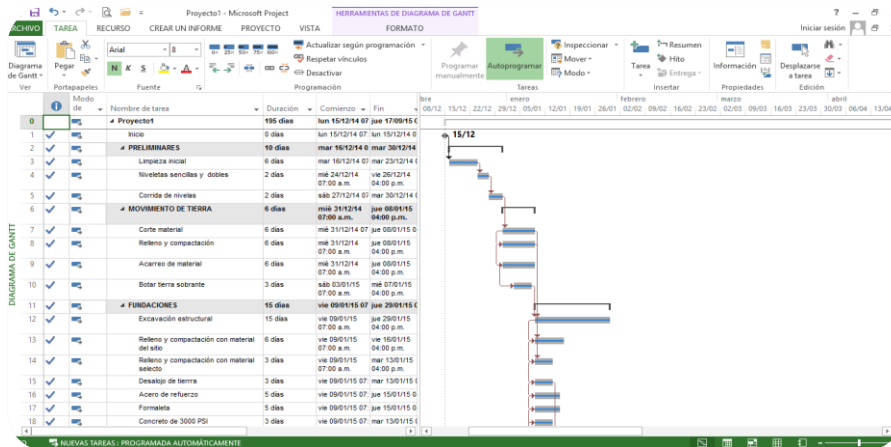 Proyecto1 - Microsoft Project
HERRAMIENTAS DE DIAGRAMA DE GANTT
ARCHIVO TAREA RECURSO CREAR UN INFORME PROYECTO VISTA FORMATO
Iniciar sesión
Diagrama de Gantt
Ver
Pegar
Portapapeles
Arial 8
N K S
Fuente
0% 25% 50% 75% 100%
Actualizar según programación
Respetar vínculos
Desactivar
Programación
Programar manualmente
Autoprogramar
Inspeccionar
Mover
Modo
Tareas
Tarea
Resumen
Hito
Entrega
Insertar
Información
Propiedades
Desplazarse a tarea
Edición
Modo de Nombre de tarea Duración Comienzo Fin
bre enero febrero marzo abril
08/12 15/12 22/12 29/12 05/01 12/01 19/01 26/01 02/02 09/02 16/02 23/02 02/03 09/03 16/03 23/03 30/03 06/04 13/04
0 Proyecto1 195 días lun 15/12/14 07 jue 17/09/15 0
1 Inicio 0 días lun 15/12/14 07: lun 15/12/14 0
15/12
2 PRELIMINARES 10 días mar 16/12/14 0 mar 30/12/14
3 Limpieza inicial 6 días mar 16/12/14 07 mar 23/12/14 0
4 Niveletas sencillas y dobles 2 días mié 24/12/14 07:00 a.m. vie 26/12/14 04:00 p.m.
5 Corrida de nivelas 2 días sáb 27/12/14 07: mar 30/12/14 0
6 MOVIMIENTO DE TIERRA 6 días mié 31/12/14 07:00 a.m. jue 08/01/15 04:00 p.m.
7 Corte material 6 días mié 31/12/14 07 jue 08/01/15 0
8 Relleno y compactación 6 días mié 31/12/14 07:00 a.m. jue 08/01/15 04:00 p.m.
9 Acarreo de material 6 días mié 31/12/14 07:00 a.m. jue 08/01/15 04:00 p.m.
10 Botar tierra sobrante 3 días sáb 03/01/15 07:00 a.m. mié 07/01/15 04:00 p.m.
11 FUNDACIONES 15 días vie 09/01/15 07 jue 29/01/15 0
12 Excavación estructural 15 días vie 09/01/15 07:00 a.m. jue 29/01/15 04:00 p.m.
13 Relleno y compactación con material del sitio 6 días vie 09/01/15 07:00 a.m. vie 16/01/15 04:00 p.m.
14 Relleno y compactación con material selecto 3 días vie 09/01/15 07:00 a.m. mar 13/01/15 04:00 p.m.
15 Desalojo de tierrra 3 días vie 09/01/15 07: mar 13/01/15 0
16 Acero de refuerzo 5 días vie 09/01/15 07: jue 15/01/15 0
17 Formaleta 5 días vie 09/01/15 07: jue 15/01/15 0
18 Concreto de 3000 PSI 3 días vie 09/01/15 07: mar 13/01/15 0
DIAGRAMA DE GANTT
NUEVAS TAREAS : PROGRAMADA AUTOMÁTICAMENTE